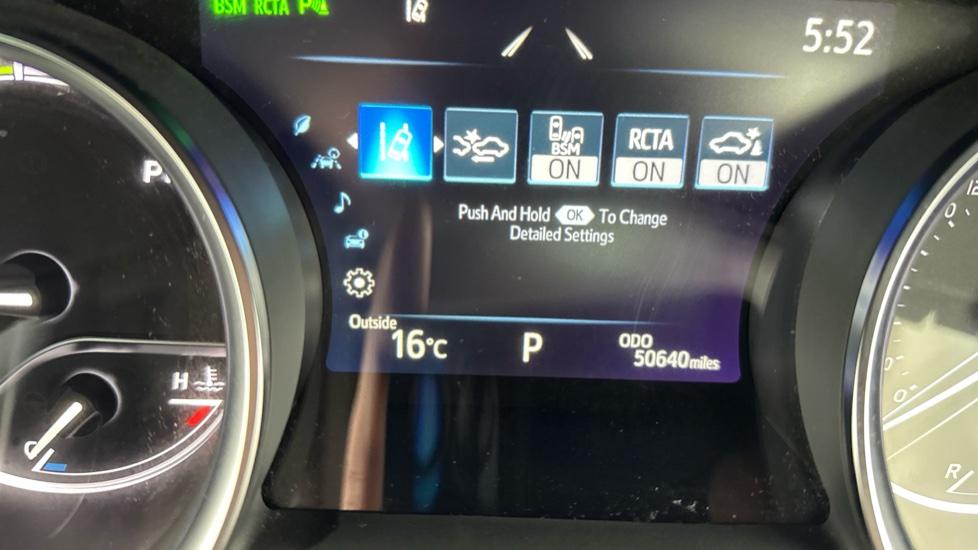 BSM RCTA P
5:52
BSM
ON
RCTA
ON
ON
P
Push And Hold OK To Change
Detailed Settings
Outside
16°C
P
ODO
50640 miles
H
C
R